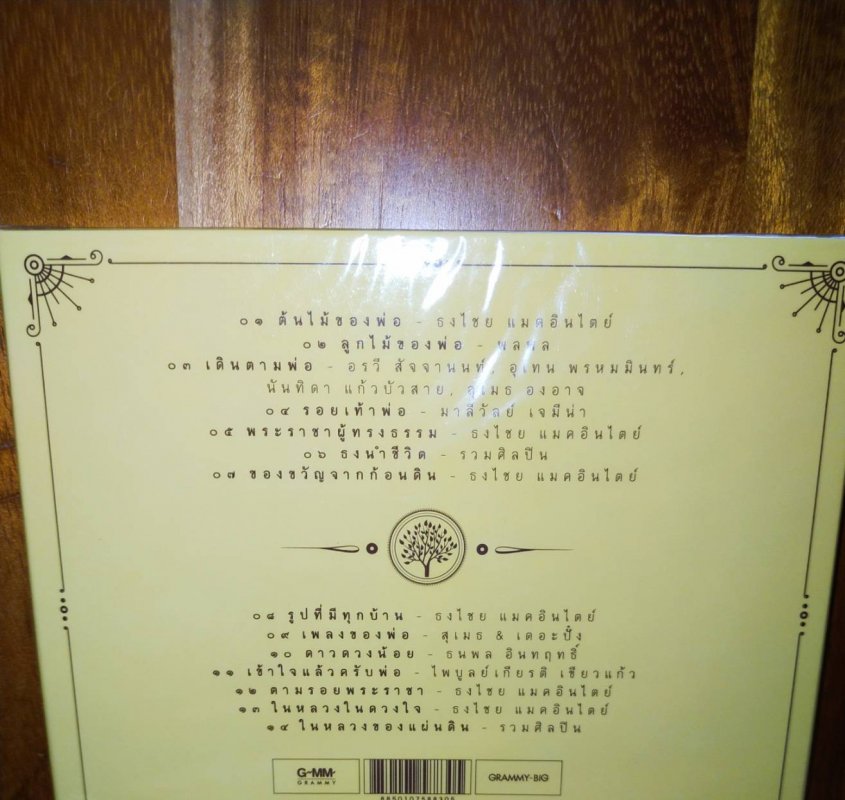 ๐๑ ต้นไม้ของพ่อ - ธงไชย แมคอินไตย์
๐๒ ลูกไม้ของพ่อ - พลพล
๐๓ เดินตามพ่อ - อรวี สัจจานนท์, อุเทน พรหมมินทร์,
นันทิดา แก้วบัวสาย, สุเมธ องอาจ
๐๔ รอยเท้าพ่อ - มาลีวัลย์ เจมีน่า
๐๕ พระราชาผู้ทรงธรรม - ธงไชย แมคอินไตย์
๐๖ ธงนำชีวิต - รวมศิลปิน
๐๗ ของขวัญจากก้อนดิน - ธงไชย แมคอินไตย์
๐๘ รูปที่มีทุกบ้าน - ธงไชย แมคอินไตย์
๐๙ เพลงของพ่อ - สุเมธ & เดอะปั๋ง
๑๐ ดาวดวงน้อย - ธนพล อินทฤทธิ์
๑๑ เข้าใจแล้วครับพ่อ - ไพบูลย์เกียรติ เขียวแก้ว
๑๒ ตามรอยพระราชา - ธงไชย แมคอินไตย์
๑๓ ในหลวงในดวงใจ - ธงไชย แมคอินไตย์
๑๔ ในหลวงของแผ่นดิน - รวมศิลปิน
G-MM'
GRAMMY
GRAMMY-BIG
8850107588305